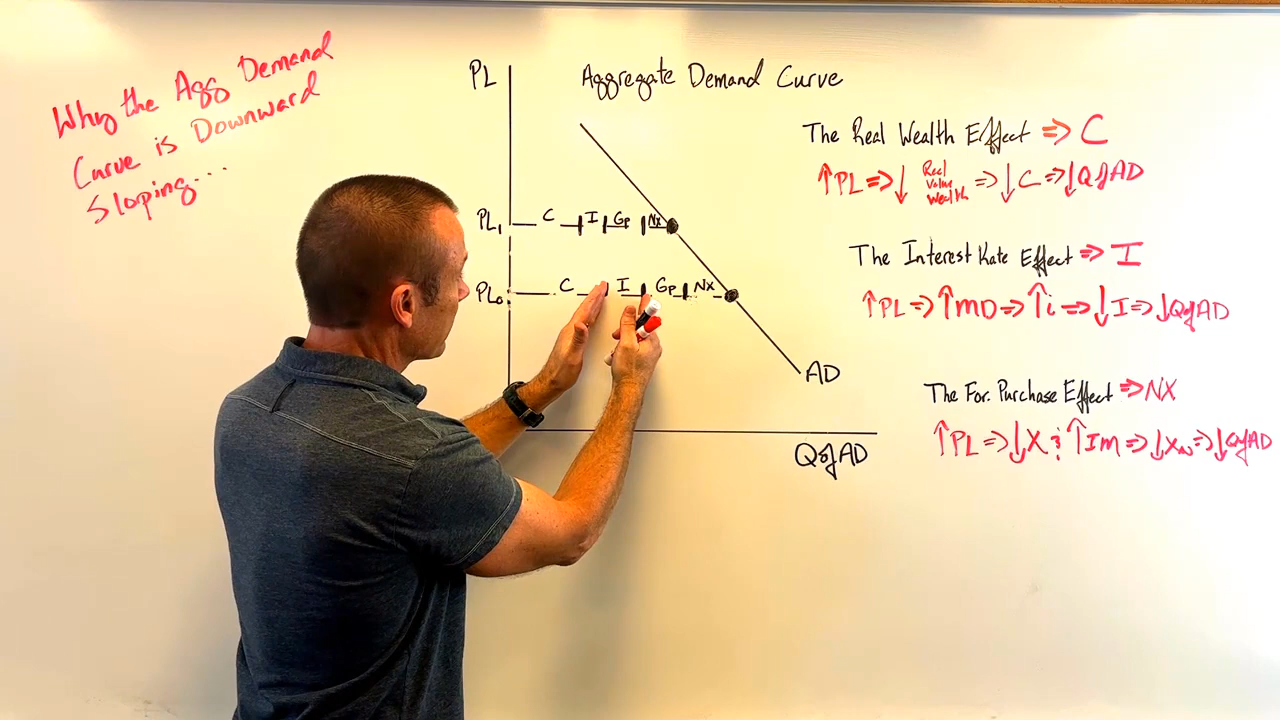 Why the Agg Demand
Curve is Downward
Sloping...
PL
Aggregate Demand Curve
PL₁
C I Gp Nx
PL₀
C I Gp NX
AD
Q of AD
The Real Wealth Effect ⇒ C
↑PL ⇒ ↓ Real Value Wealth ⇒ ↓C ⇒ ↓Q of AD
The Interest Rate Effect ⇒ I
↑PL ⇒ ↑MD ⇒ ↑i ⇒ ↓I ⇒ ↓Q of AD
The For. Purchase Effect ⇒ NX
↑PL ⇒ ↓X & ↑Im ⇒ ↓Xₙ ⇒ ↓Q of AD